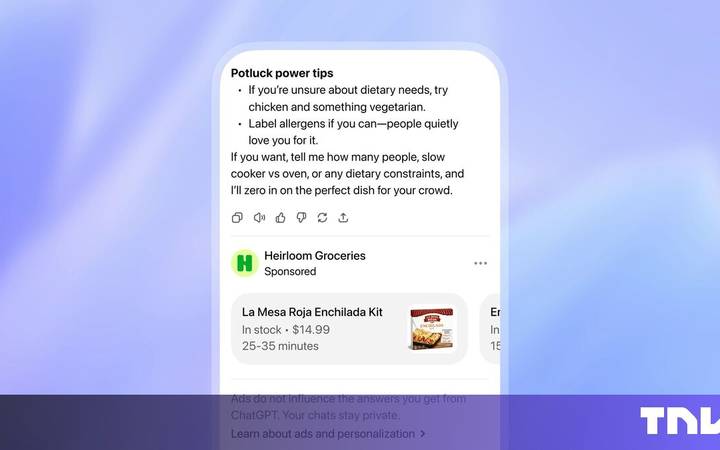 Potluck power tips
• If you’re unsure about dietary needs, try
chicken and something vegetarian.
• Label allergens if you can—people quietly
love you for it.
If you want, tell me how many people, slow
cooker vs oven, or any dietary constraints, and
I’ll zero in on the perfect dish for your crowd.
H
Heirloom Groceries
Sponsored
La Mesa Roja Enchilada Kit
In stock • $14.99
25-35 minutes
ENCHILADA
Ads do not influence the answers you get from
ChatGPT. Your chats stay private.
Learn about ads and personalization >